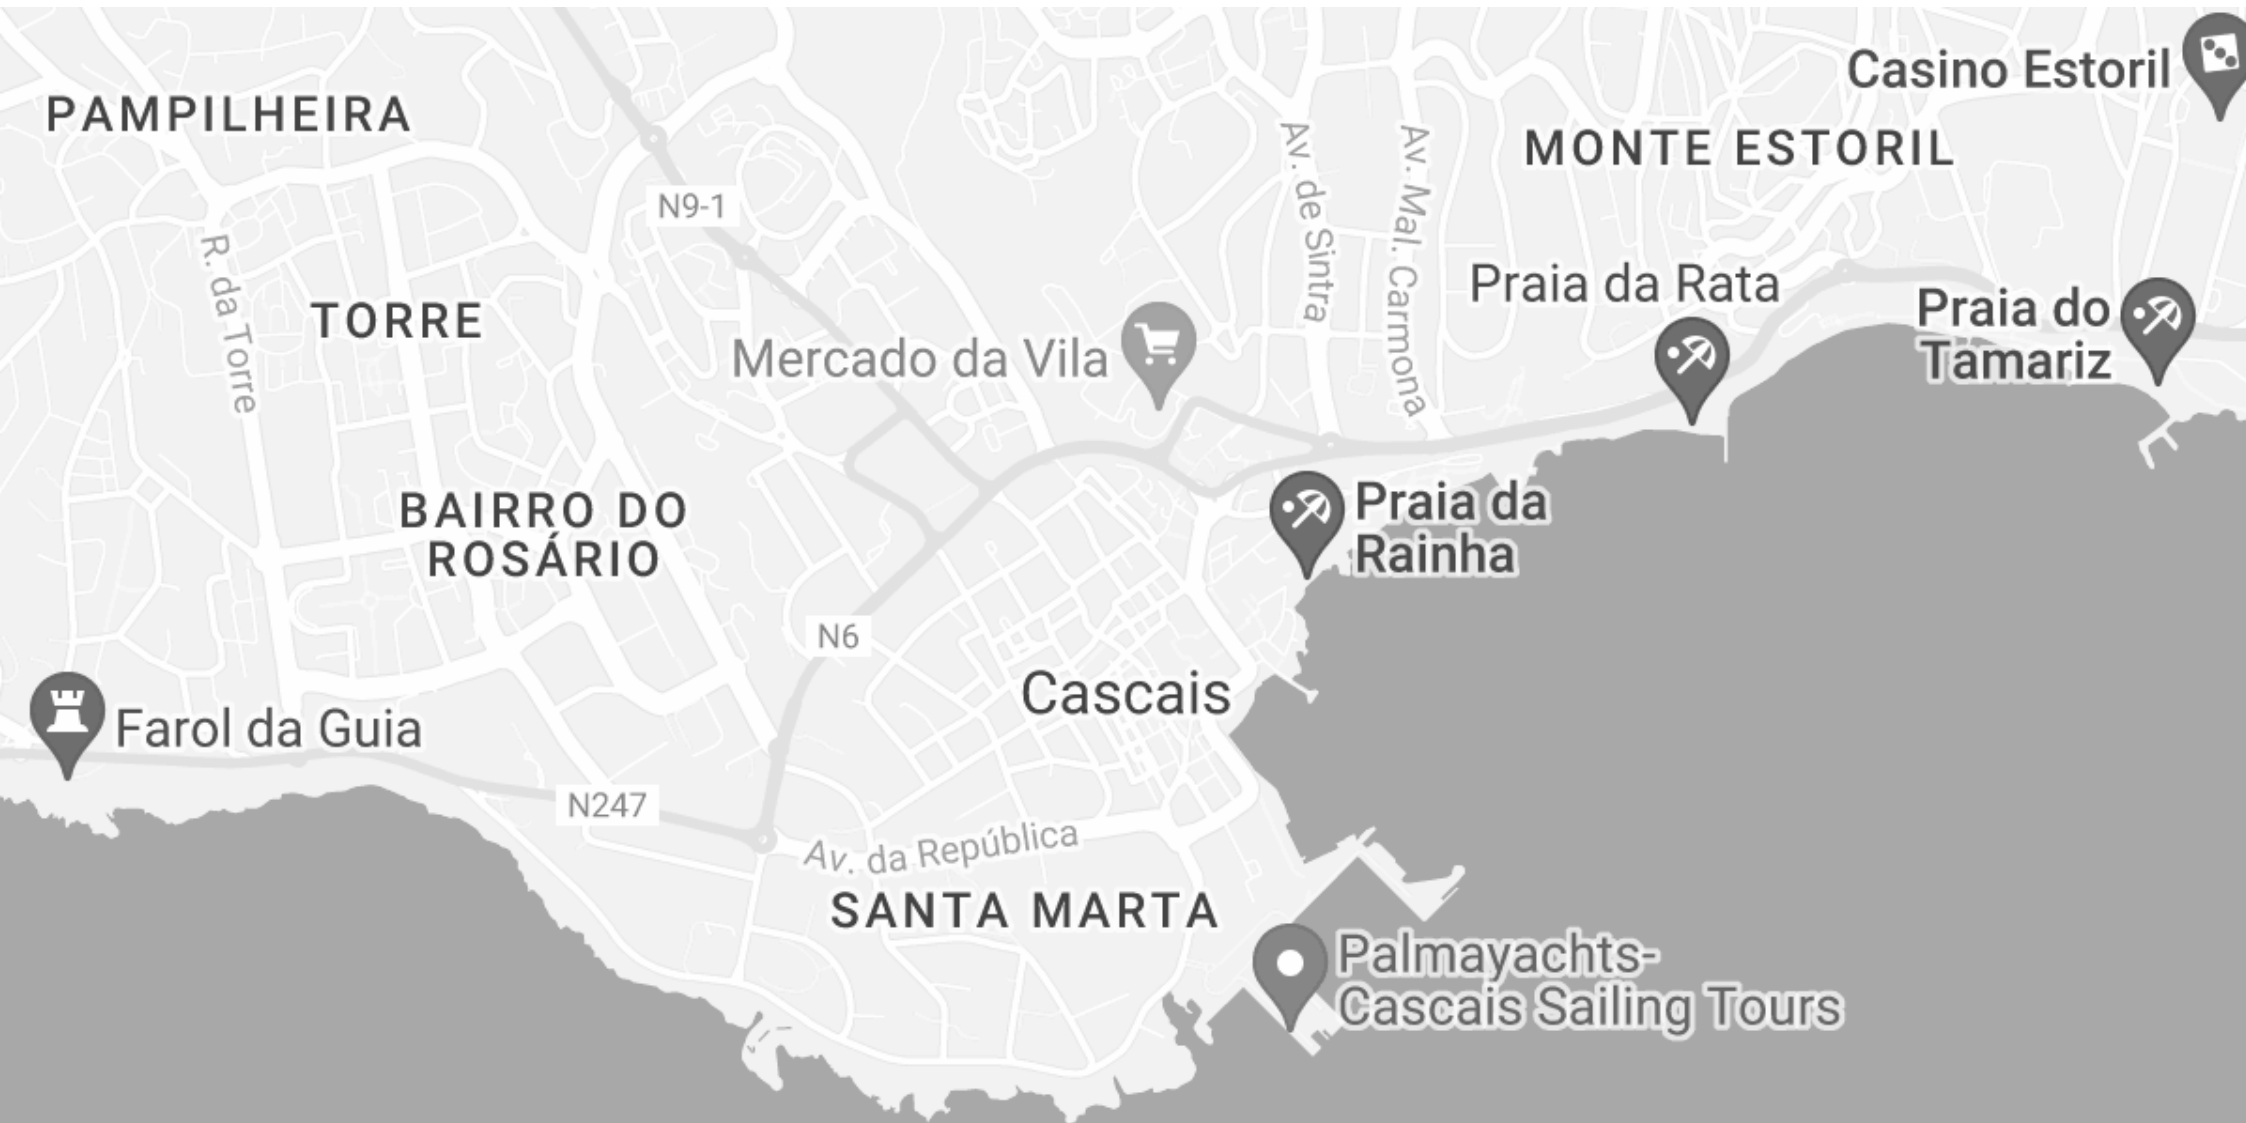 Casino Estoril
PAMPILHEIRA
MONTE ESTORIL
Av. de Sintra
Av. Mal. Carmona
N9-1
R. da Torre
Praia da Rata
Praia do
Tamariz
TORRE
Mercado da Vila
Praia da
Rainha
BAIRRO DO
ROSÁRIO
N6
Cascais
Farol da Guia
N247
Av. da República
SANTA MARTA
Palmayachts-
Cascais Sailing Tours